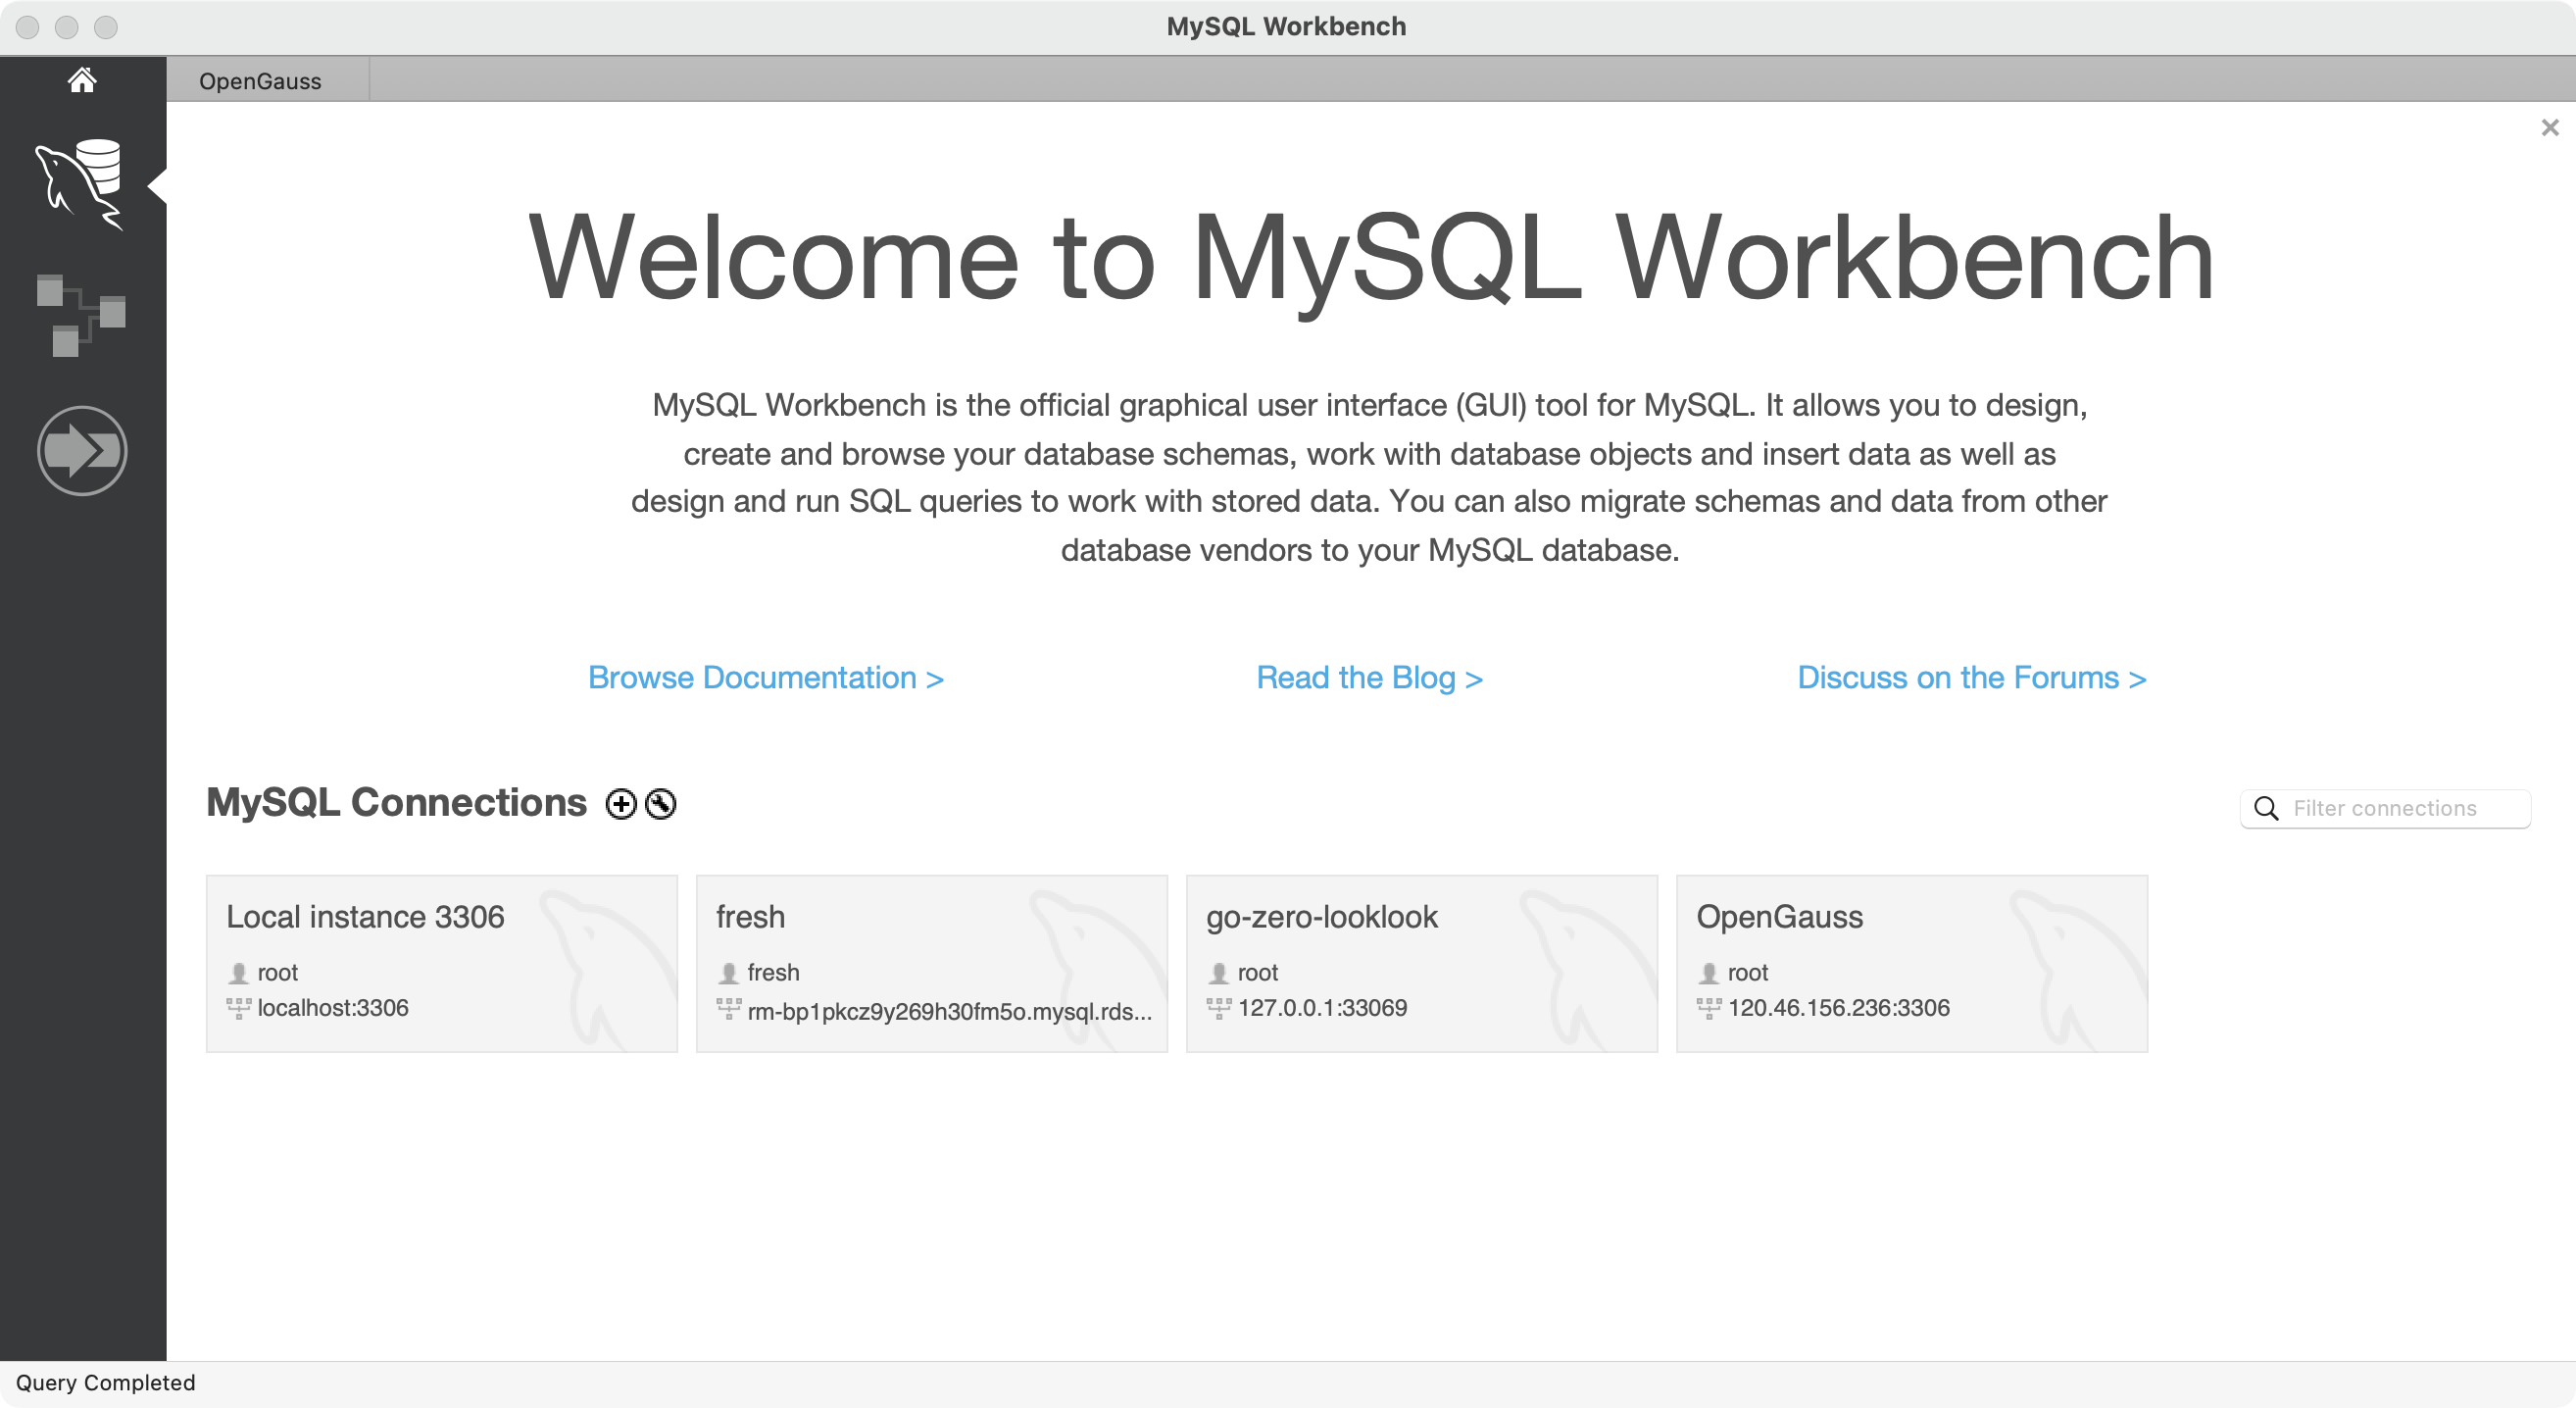 MySQL Workbench
OpenGauss
Welcome to MySQL Workbench
MySQL Workbench is the official graphical user interface (GUI) tool for MySQL. It allows you to design,
create and browse your database schemas, work with database objects and insert data as well as
design and run SQL queries to work with stored data. You can also migrate schemas and data from other
database vendors to your MySQL database.
Browse Documentation >
Read the Blog >
Discuss on the Forums >
MySQL Connections
Filter connections
Local instance 3306
root
localhost:3306
fresh
fresh
rm-bp1pkcz9y269h30fm5o.mysql.rds...
go-zero-looklook
root
127.0.0.1:33069
OpenGauss
root
120.46.156.236:3306
Query Completed